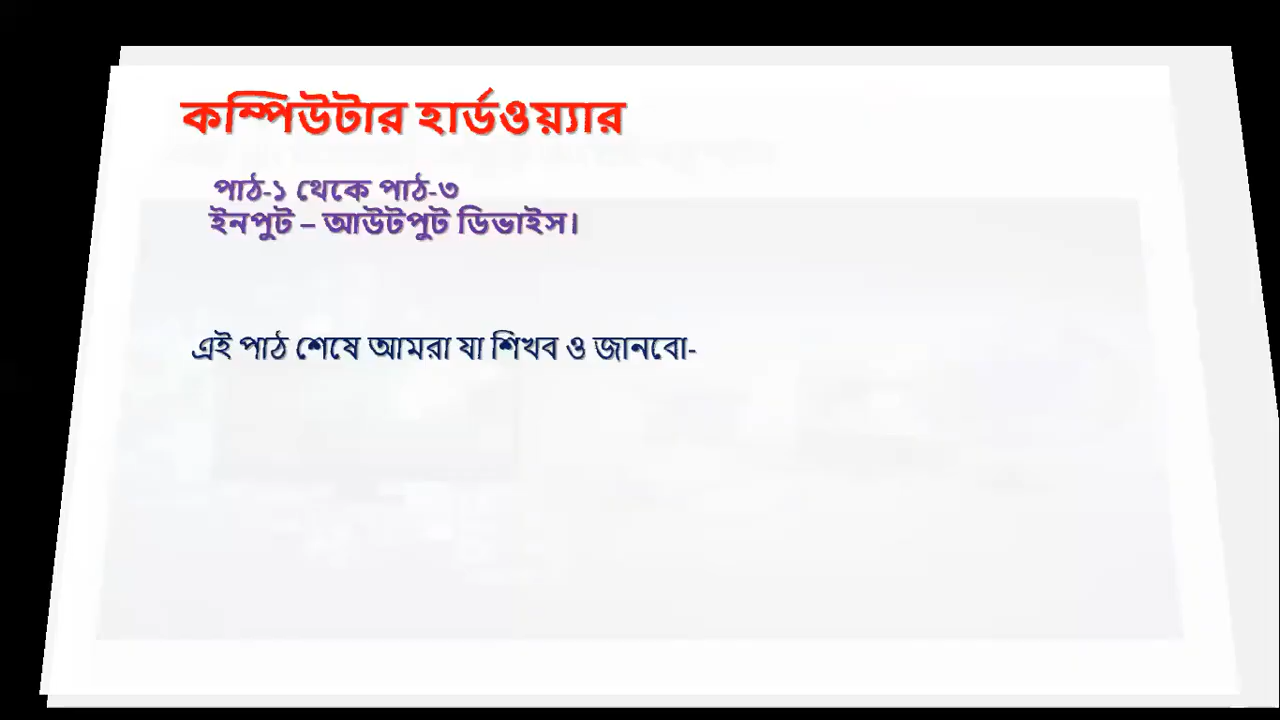 কম্পিউটার হার্ডওয়্যার
পাঠ-১ থেকে পাঠ-৩
ইনপুট – আউটপুট ডিভাইস।
এই পাঠ শেষে আমরা যা শিখব ও জানবো-